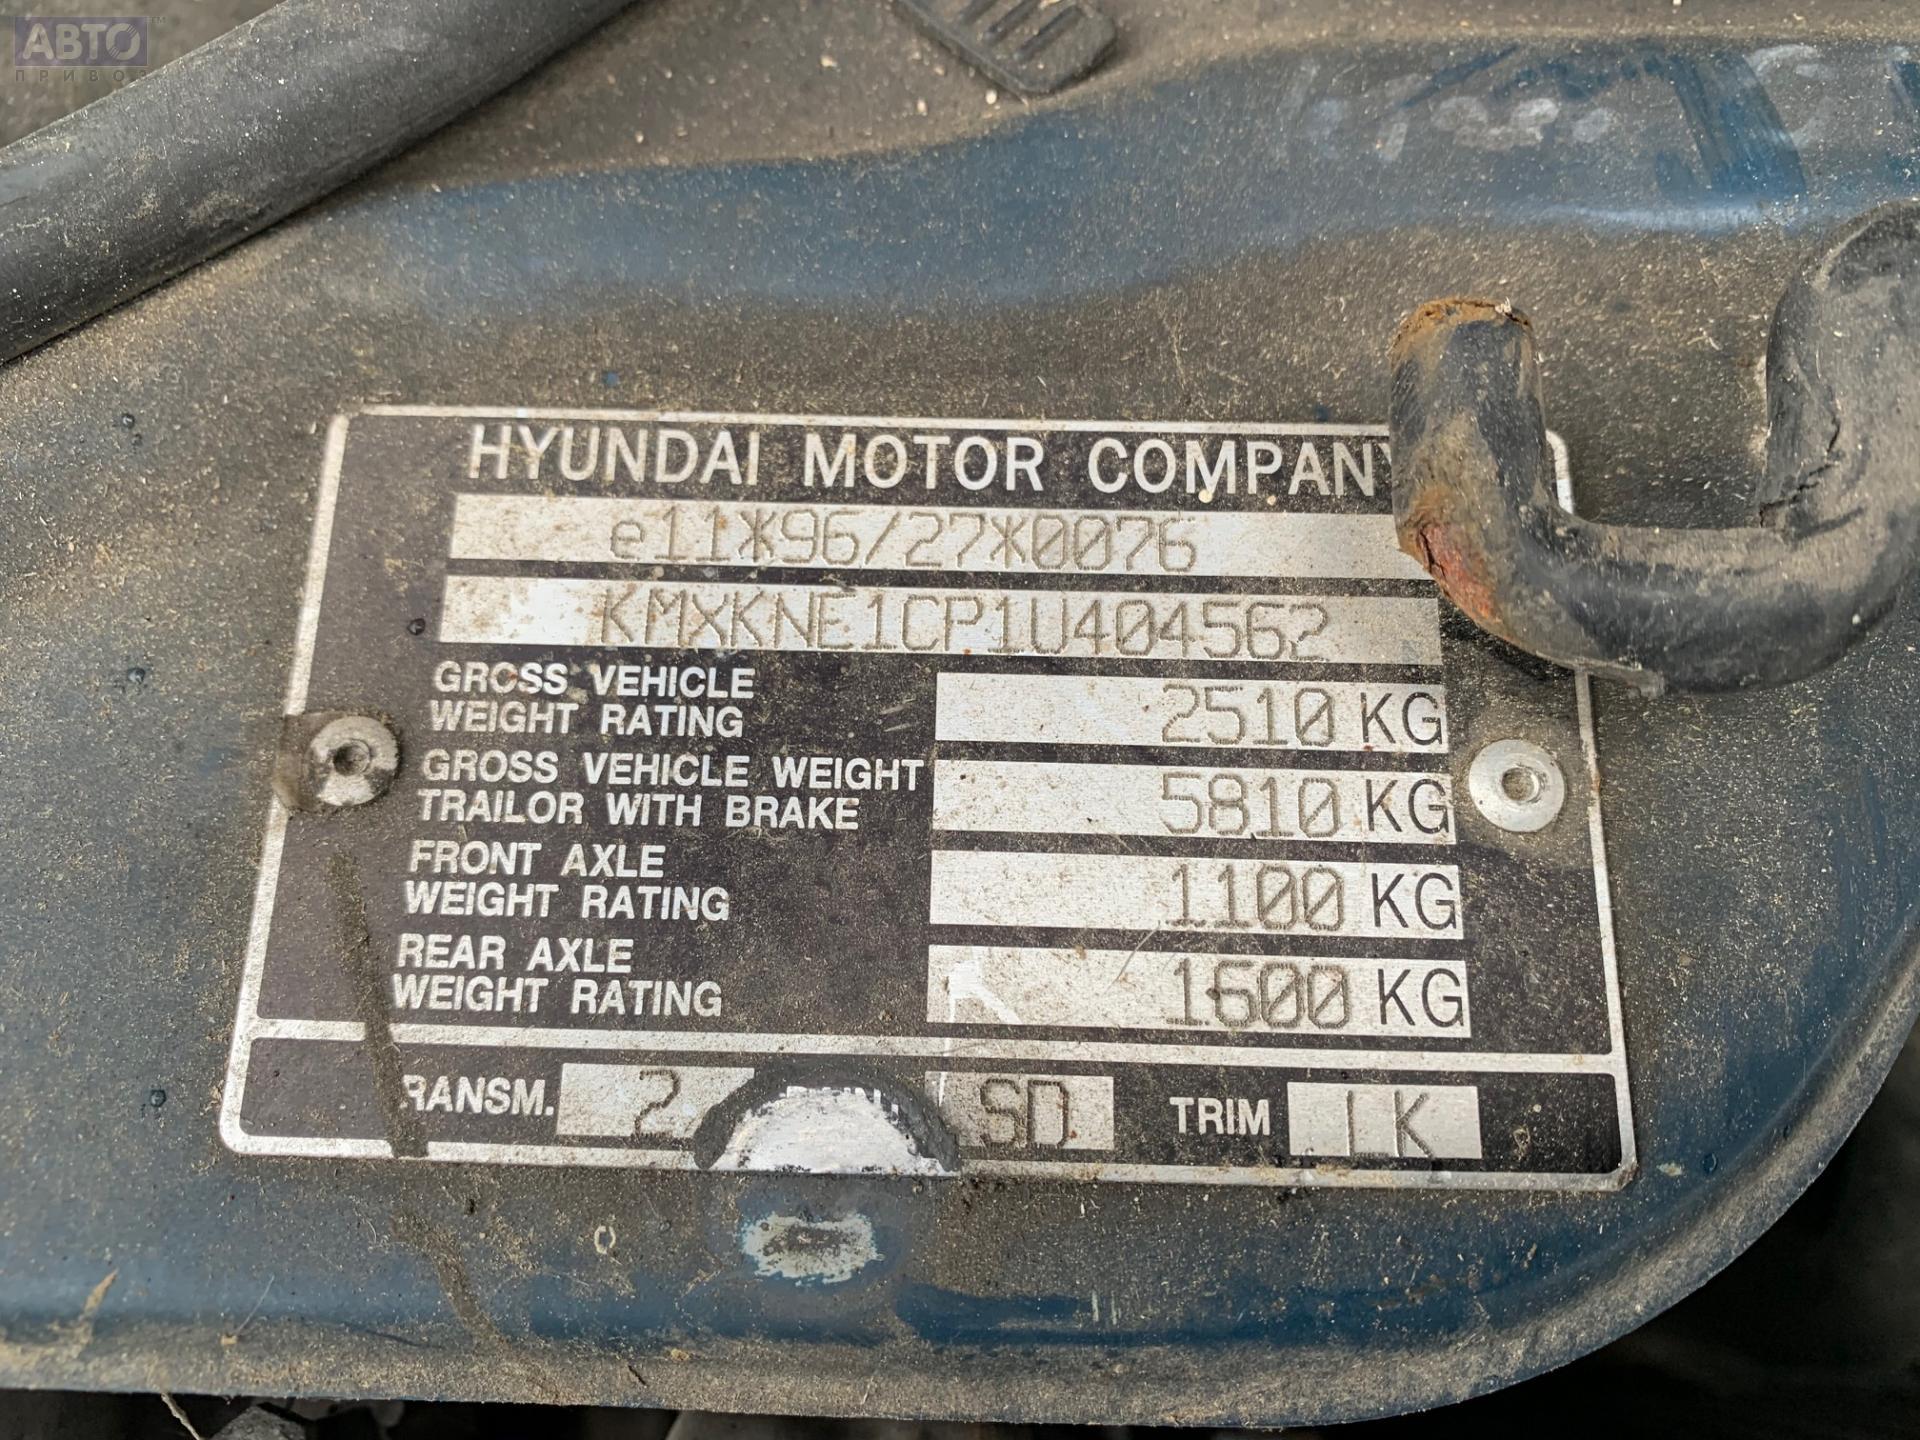 АВТО
ПРИВОЗ
HYUNDAI MOTOR COMPANY
e11*96/27*0076
KMXKNE1CP1U404562
GROSS VEHICLE
WEIGHT RATING 2510 KG
GROSS VEHICLE WEIGHT
TRAILOR WITH BRAKE 5810 KG
FRONT AXLE
WEIGHT RATING 1100 KG
REAR AXLE
WEIGHT RATING 1600 KG
RANSM. 2 SD TRIM LK